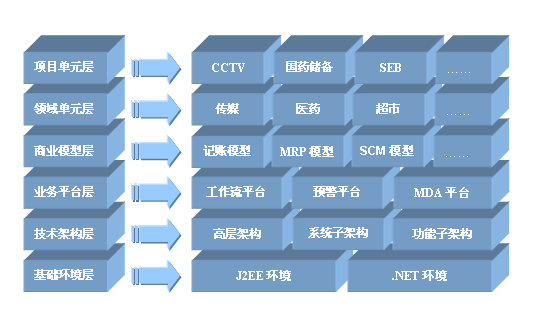 项目单元层 CCTV 国药储备 SEB ……
领域单元层 传媒 医药 超市 ……
商业模型层 记账模型 MRP 模型 SCM 模型 ……
业务平台层 工作流平台 预警平台 MDA 平台
技术架构层 高层架构 系统子架构 功能子架构
基础环境层 J2EE 环境 .NET 环境